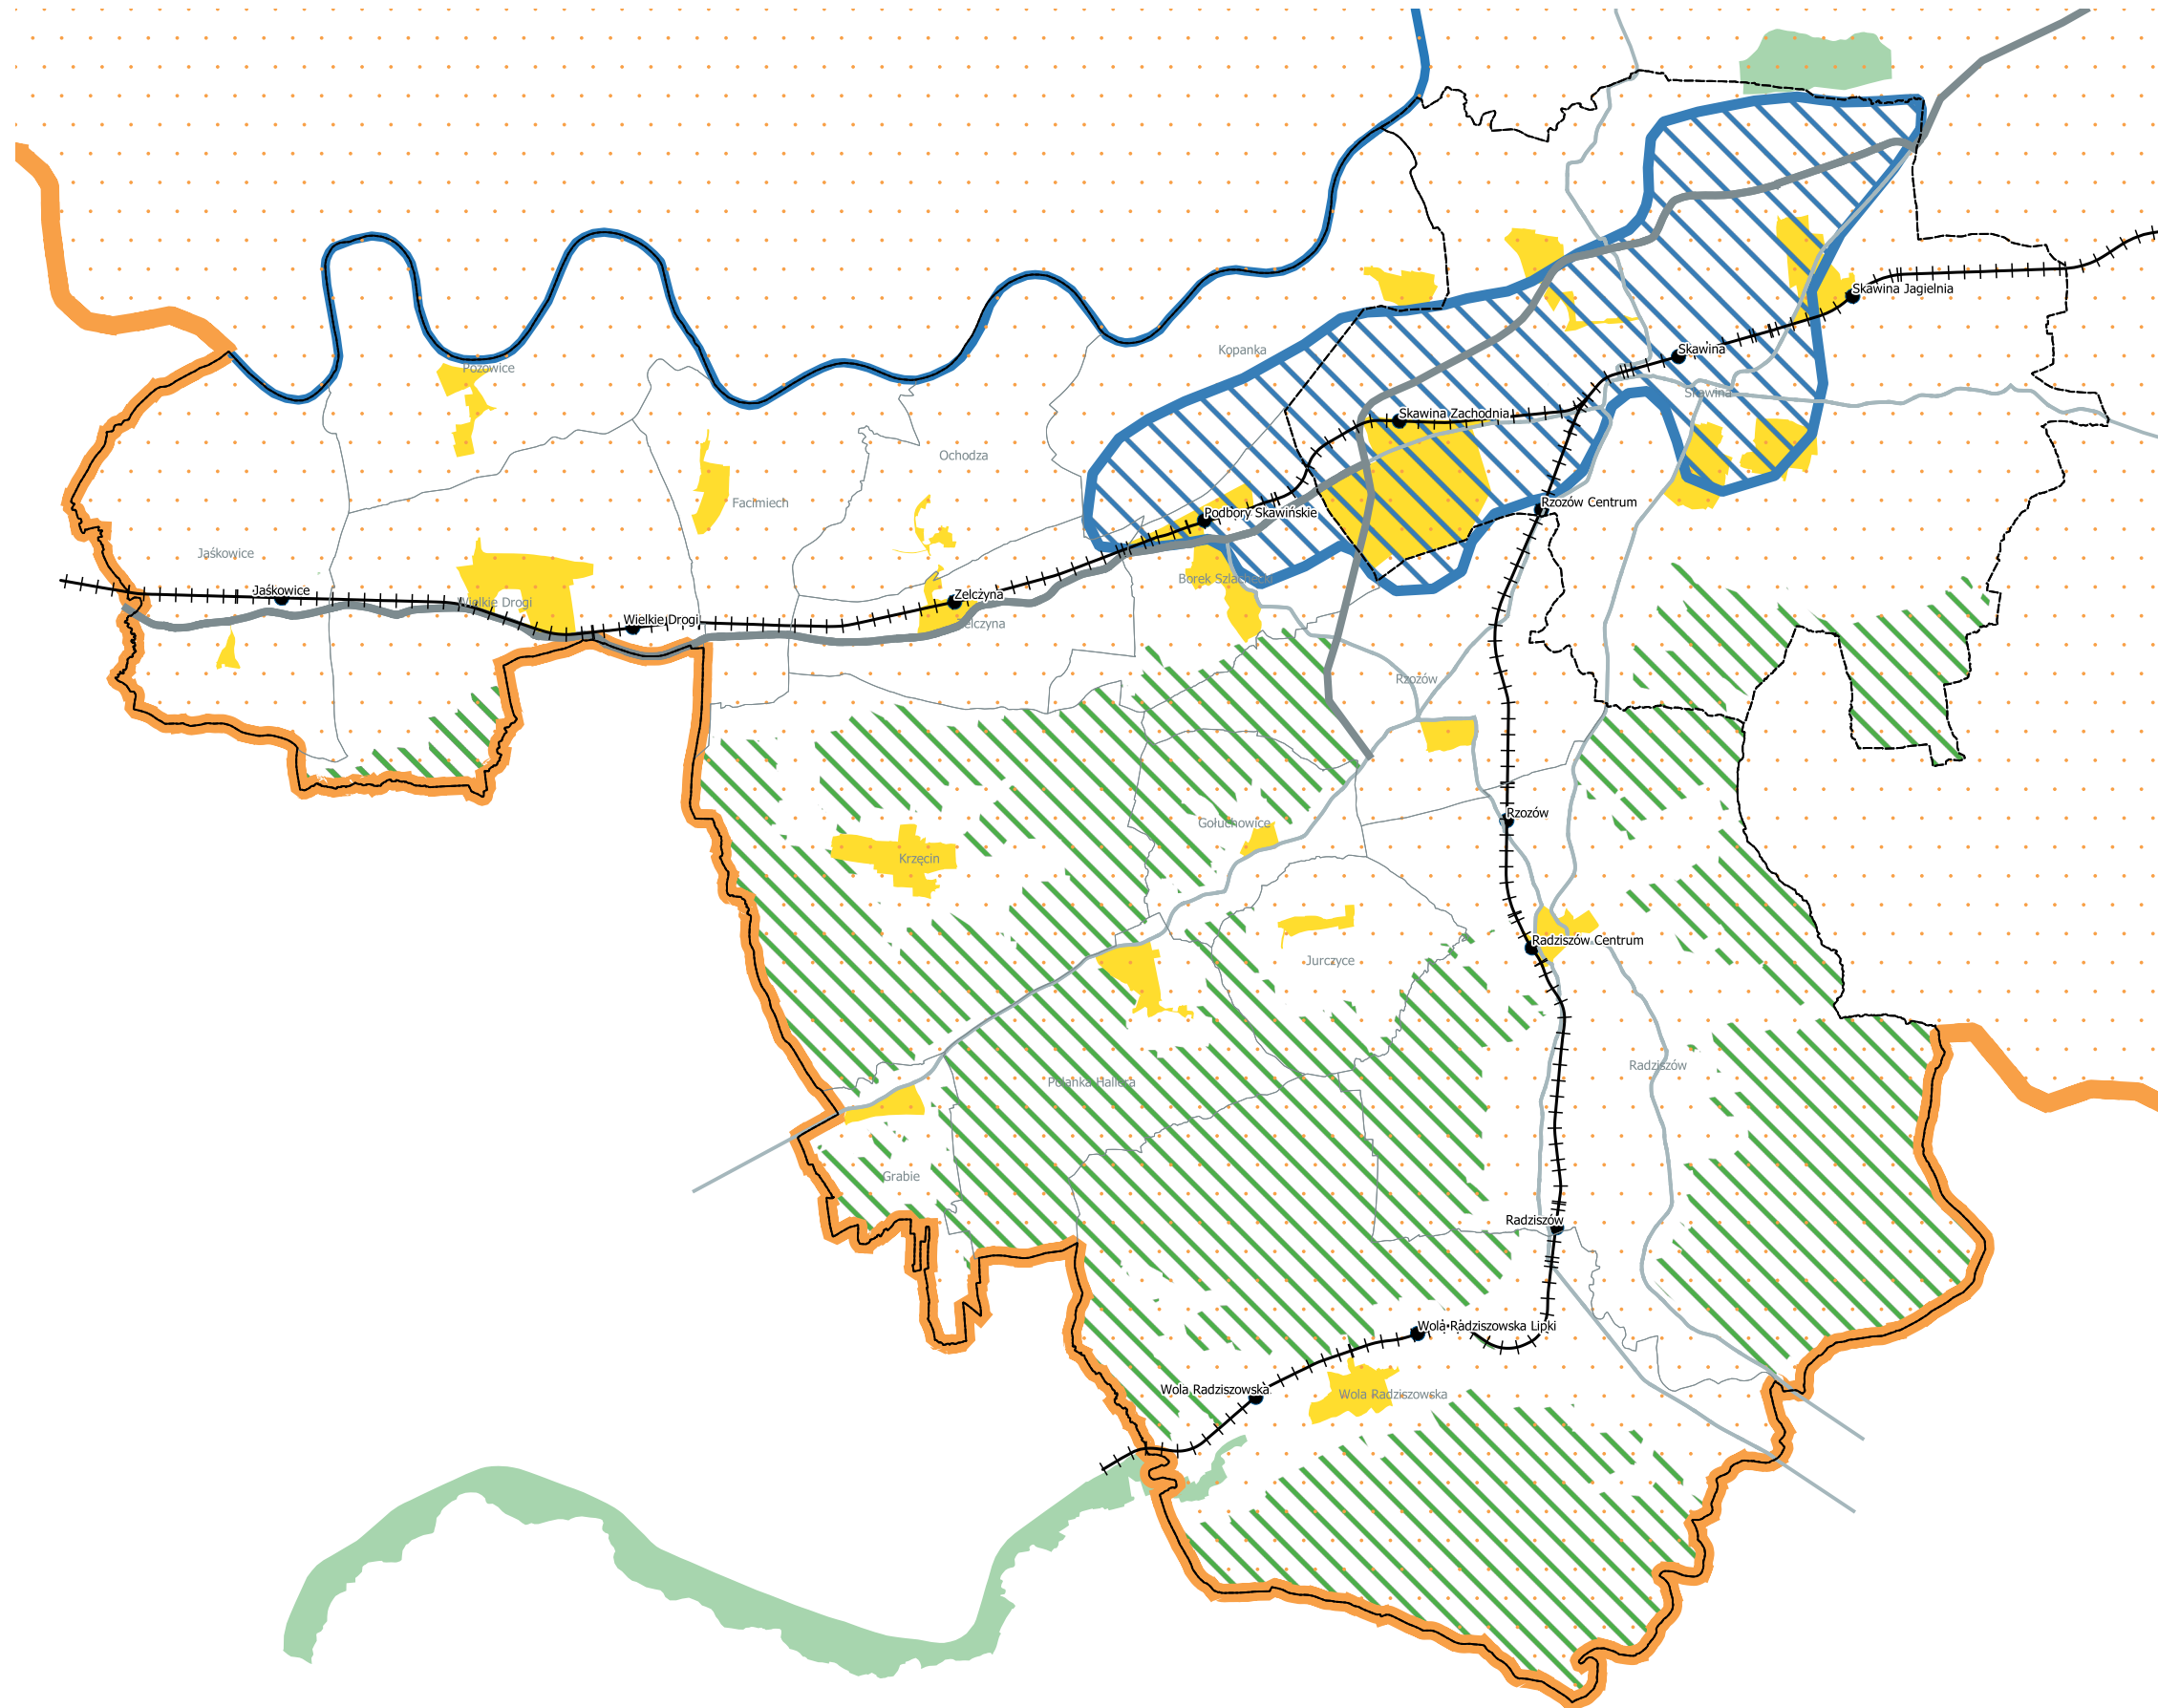 Skawina Jagielnia
Kopanka
Skawina
Pozowice
Skawina
Skawina Zachodnia
Ochodza
Facimiech
Rzozów Centrum
Podbory Skawińskie
Jaśkowice
Borek Szlachecki
Jaśkowice
Zelczyna
Wielkie Drogi
Wielkie Drogi
Zelczyna
Rzozów
Rzozów
Gołuchowice
Krzęcin
Radziszów Centrum
Jurczyce
Radziszów
Polanka Hallera
Grabie
Radziszów
Wola Radziszowska Lipki
Wola Radziszowska
Wola Radziszowska